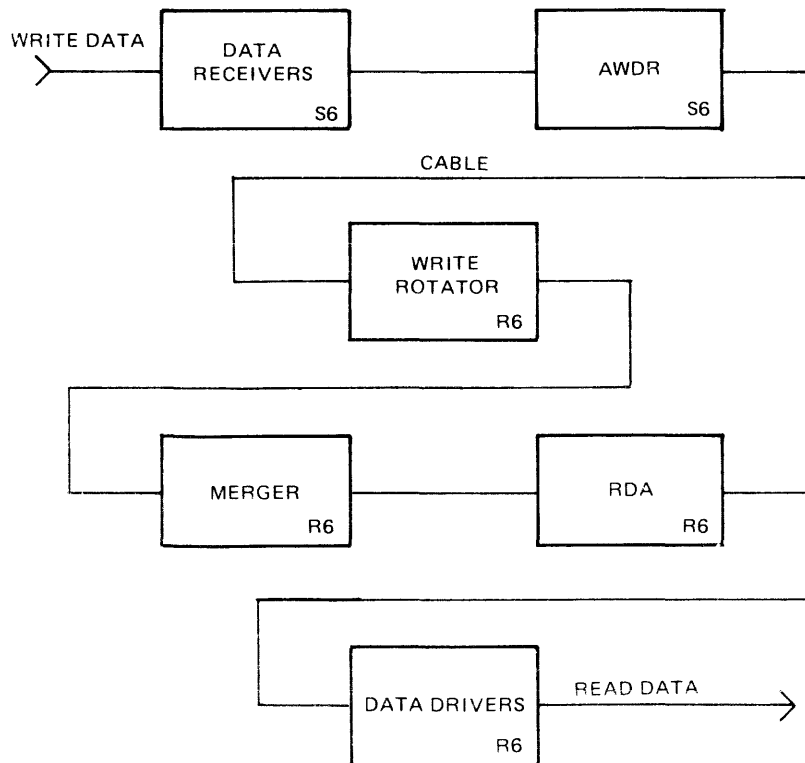 WRITE DATA
DATA
RECEIVERS
S6
AWDR
S6
CABLE
WRITE
ROTATOR
R6
MERGER
R6
RDA
R6
DATA DRIVERS
R6
READ DATA